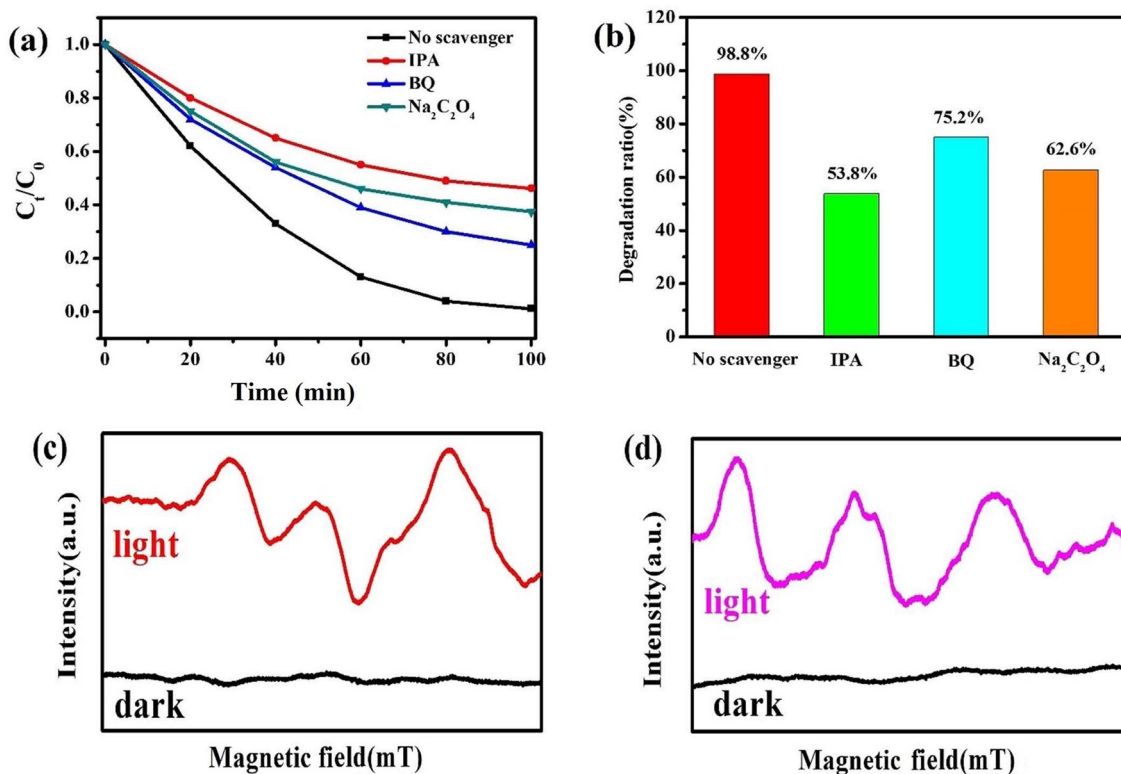 (a)
No scavenger
IPA
BQ
Na₂C₂O₄
1.0
0.8
0.6
0.4
0.2
0.0
Cₜ/C₀
0 20 40 60 80 100
Time (min)
(b)
120
100
80
60
40
20
0
Degradation ratio(%)
98.8%
53.8%
75.2%
62.6%
No scavenger IPA BQ Na₂C₂O₄
(c)
Intensity(a.u.)
light
dark
Magnetic field(mT)
(d)
Intensity(a.u.)
light
dark
Magnetic field(mT)